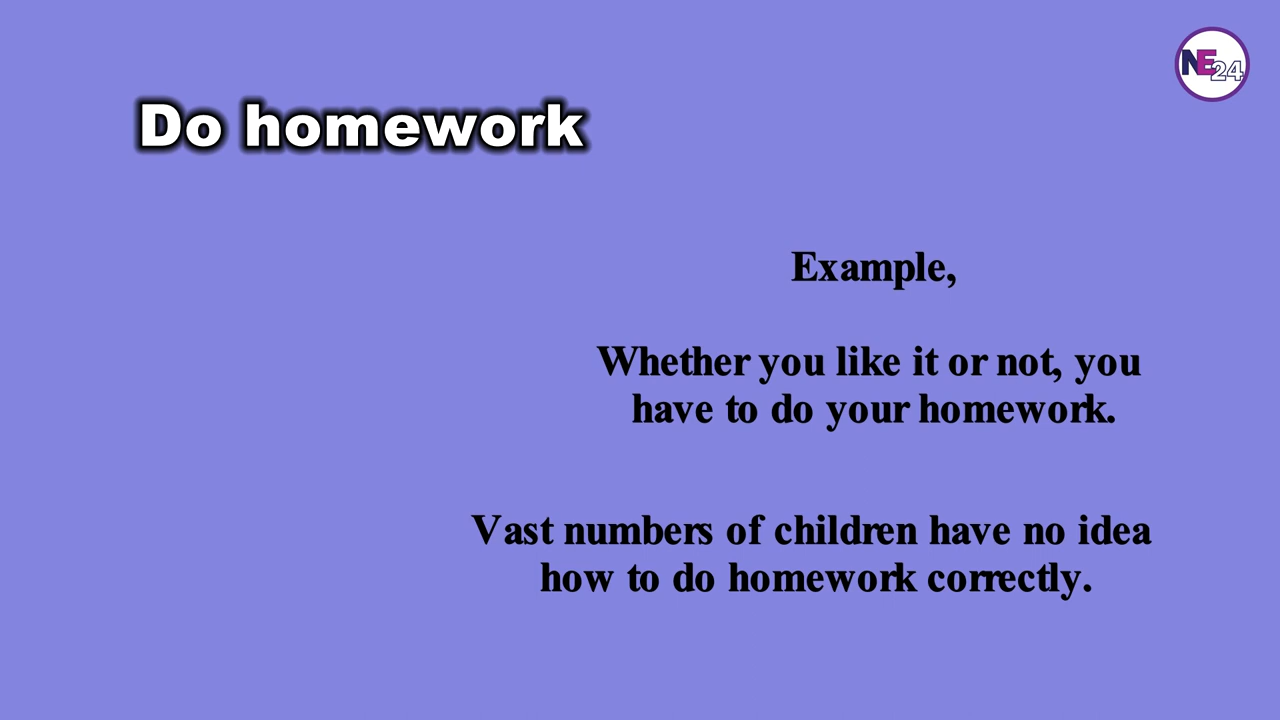 NE24
Do homework
Example,
Whether you like it or not, you
have to do your homework.
Vast numbers of children have no idea
how to do homework correctly.